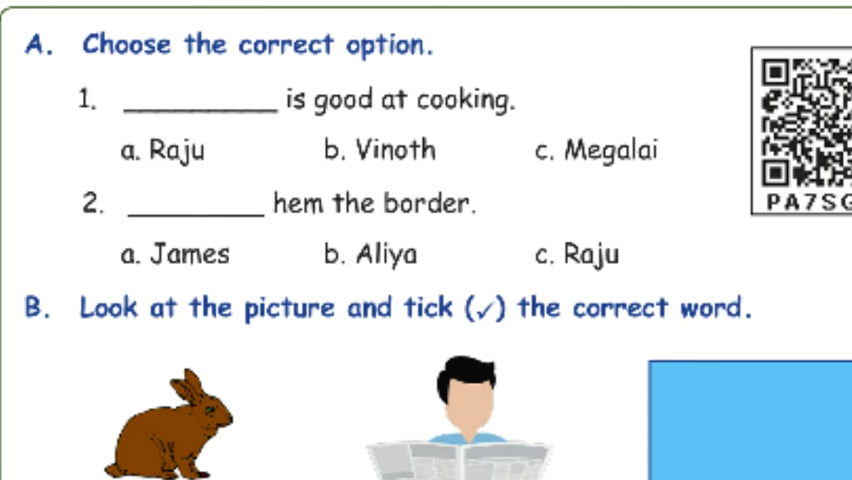 A. Choose the correct option.
1. _________ is good at cooking.
a. Raju b. Vinoth c. Megalai
2. ________ hem the border.
a. James b. Aliya c. Raju
B. Look at the picture and tick (✓) the correct word.
PA7SG